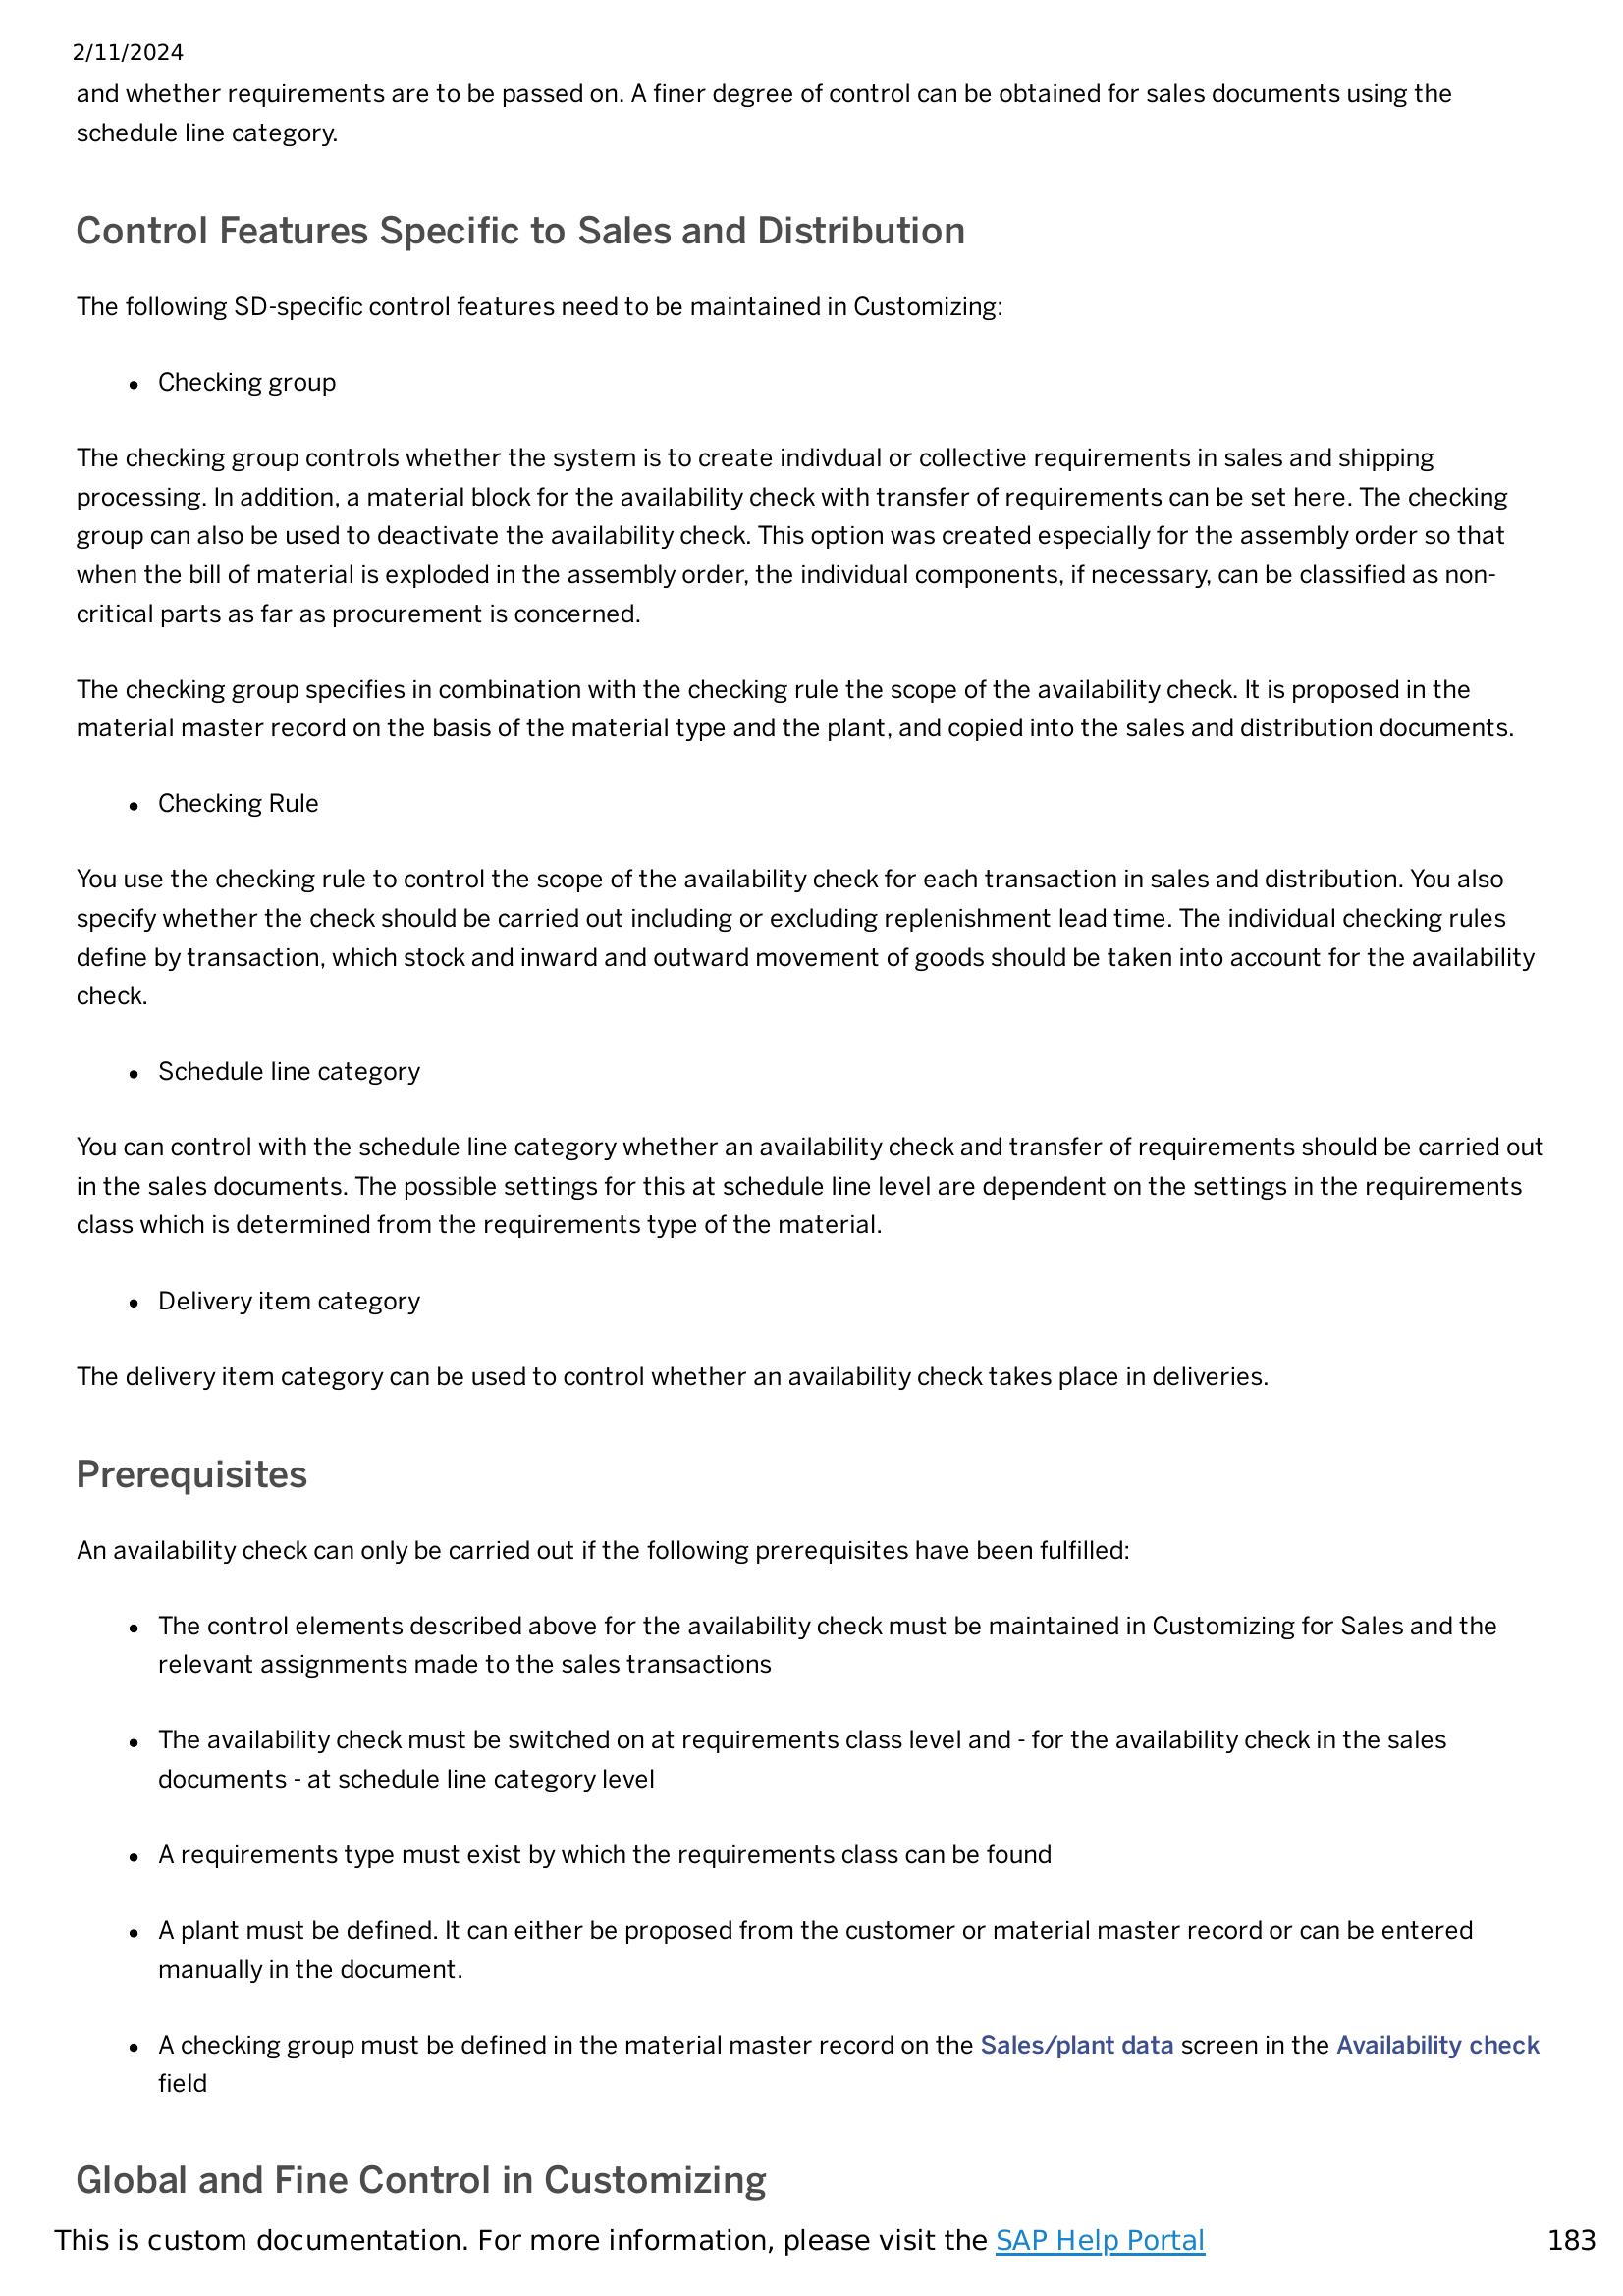 2/11/2024
and whether requirements are to be passed on. A finer degree of control can be obtained for sales documents using the
schedule line category.
Control Features Specific to Sales and Distribution
The following SD-specific control features need to be maintained in Customizing:
• Checking group
The checking group controls whether the system is to create indivdual or collective requirements in sales and shipping
processing. In addition, a material block for the availability check with transfer of requirements can be set here. The checking
group can also be used to deactivate the availability check. This option was created especially for the assembly order so that
when the bill of material is exploded in the assembly order, the individual components, if necessary, can be classified as non-
critical parts as far as procurement is concerned.
The checking group specifies in combination with the checking rule the scope of the availability check. It is proposed in the
material master record on the basis of the material type and the plant, and copied into the sales and distribution documents.
• Checking Rule
You use the checking rule to control the scope of the availability check for each transaction in sales and distribution. You also
specify whether the check should be carried out including or excluding replenishment lead time. The individual checking rules
define by transaction, which stock and inward and outward movement of goods should be taken into account for the availability
check.
• Schedule line category
You can control with the schedule line category whether an availability check and transfer of requirements should be carried out
in the sales documents. The possible settings for this at schedule line level are dependent on the settings in the requirements
class which is determined from the requirements type of the material.
• Delivery item category
The delivery item category can be used to control whether an availability check takes place in deliveries.
Prerequisites
An availability check can only be carried out if the following prerequisites have been fulfilled:
• The control elements described above for the availability check must be maintained in Customizing for Sales and the
relevant assignments made to the sales transactions
• The availability check must be switched on at requirements class level and - for the availability check in the sales
documents - at schedule line category level
• A requirements type must exist by which the requirements class can be found
• A plant must be defined. It can either be proposed from the customer or material master record or can be entered
manually in the document.
• A checking group must be defined in the material master record on the Sales/plant data screen in the Availability check
field
Global and Fine Control in Customizing
This is custom documentation. For more information, please visit the SAP Help Portal 183